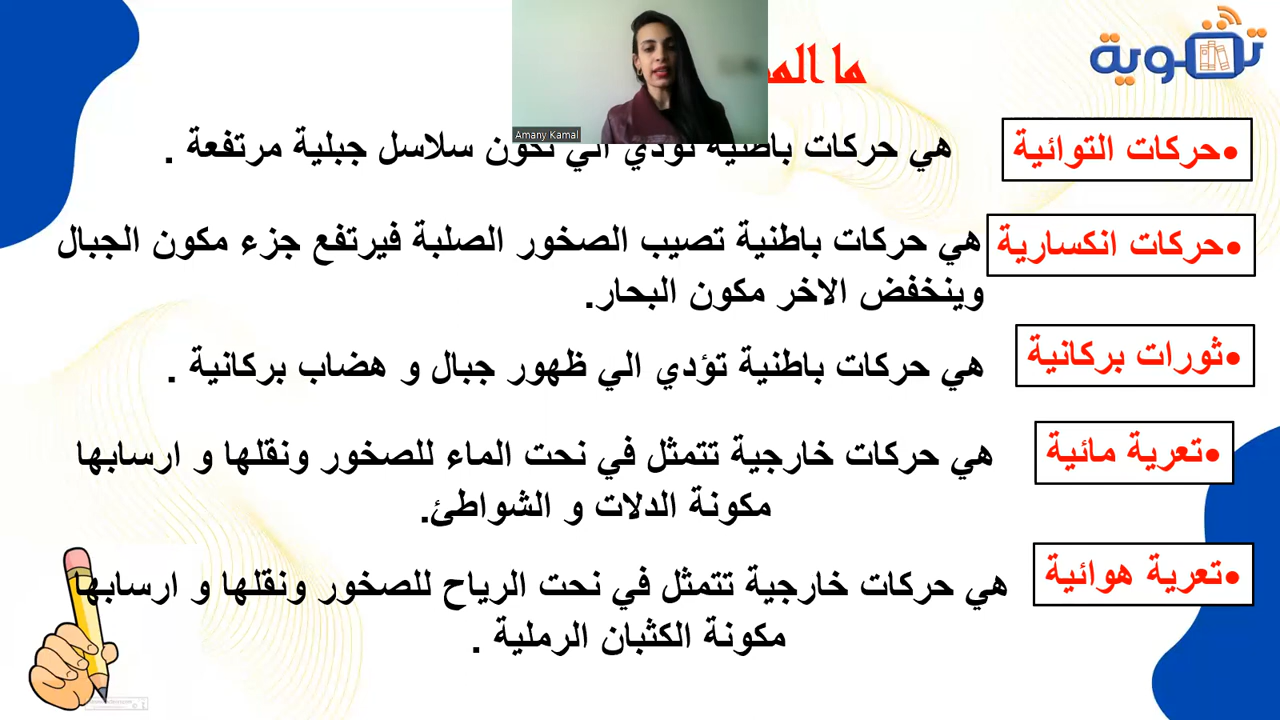 تقوية
ما
Amany Kamal
•حركات التوائية
هي حركات باطنية تؤدي الي تكون سلاسل جبلية مرتفعة .
•حركات انكسارية
هي حركات باطنية تصيب الصخور الصلبة فيرتفع جزء مكون الجبال
وينخفض الاخر مكون البحار.
•ثورات بركانية
هي حركات باطنية تؤدي الي ظهور جبال و هضاب بركانية .
•تعرية مائية
هي حركات خارجية تتمثل في نحت الماء للصخور ونقلها و ارسابها
مكونة الدلات و الشواطئ.
•تعرية هوائية
هي حركات خارجية تتمثل في نحت الرياح للصخور ونقلها و ارسابها
مكونة الكثبان الرملية .